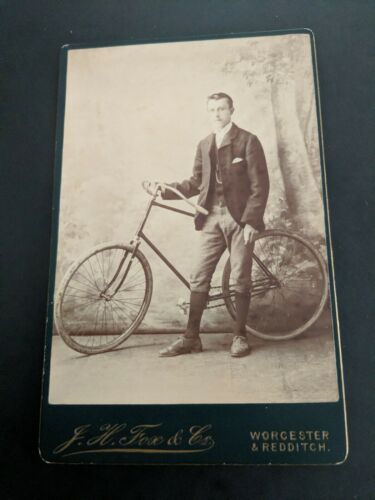 J. H. Fox & Co.
WORCESTER
& REDDITCH.